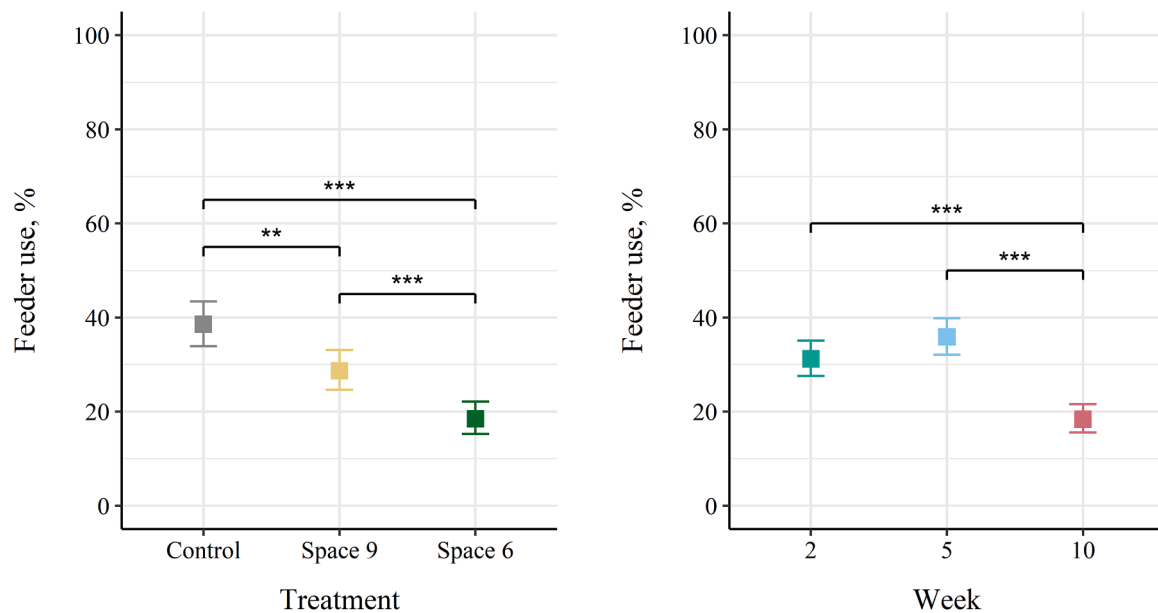 Feeder use, %
100
80
60
40
20
0
***
**
***
Control Space 9 Space 6
Treatment
Feeder use, %
100
80
60
40
20
0
***
***
2 5 10
Week